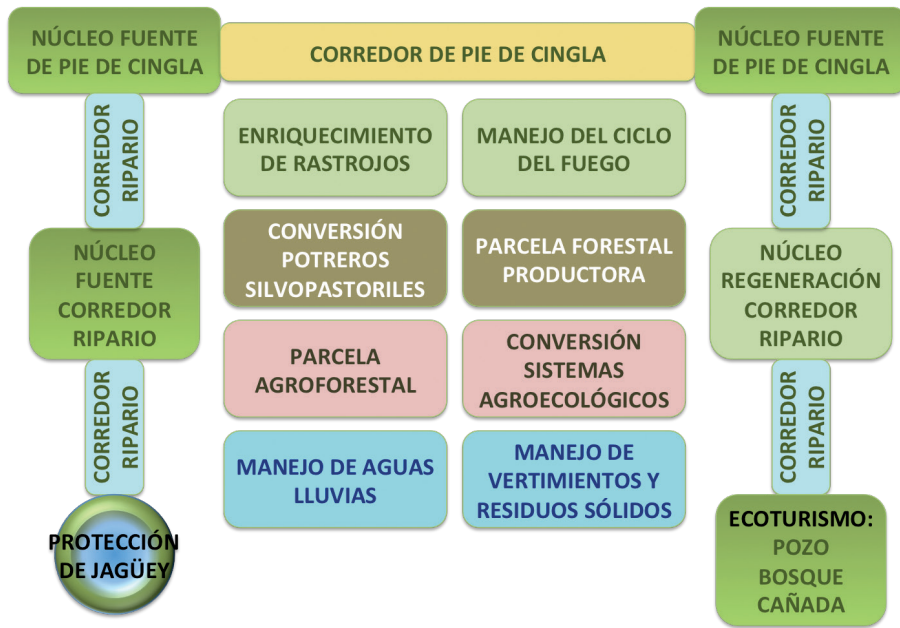 NÚCLEO FUENTE
DE PIE DE CINGLA
CORREDOR DE PIE DE CINGLA
NÚCLEO FUENTE
DE PIE DE CINGLA
CORREDOR
RIPARIO
ENRIQUECIMIENTO
DE RASTROJOS
MANEJO DEL CICLO
DEL FUEGO
CORREDOR
RIPARIO
NÚCLEO
FUENTE
CORREDOR
RIPARIO
CONVERSIÓN
POTREROS
SILVOPASTORILES
PARCELA FORESTAL
PRODUCTORA
NÚCLEO
REGENERACIÓN
CORREDOR
RIPARIO
CORREDOR
RIPARIO
PARCELA
AGROFORESTAL
CONVERSIÓN
SISTEMAS
AGROECOLÓGICOS
CORREDOR
RIPARIO
MANEJO DE AGUAS
LLUVIAS
MANEJO DE
VERTIMIENTOS Y
RESIDUOS SÓLIDOS
PROTECCIÓN
DE JAGÜEY
ECOTURISMO:
POZO
BOSQUE
CAÑADA